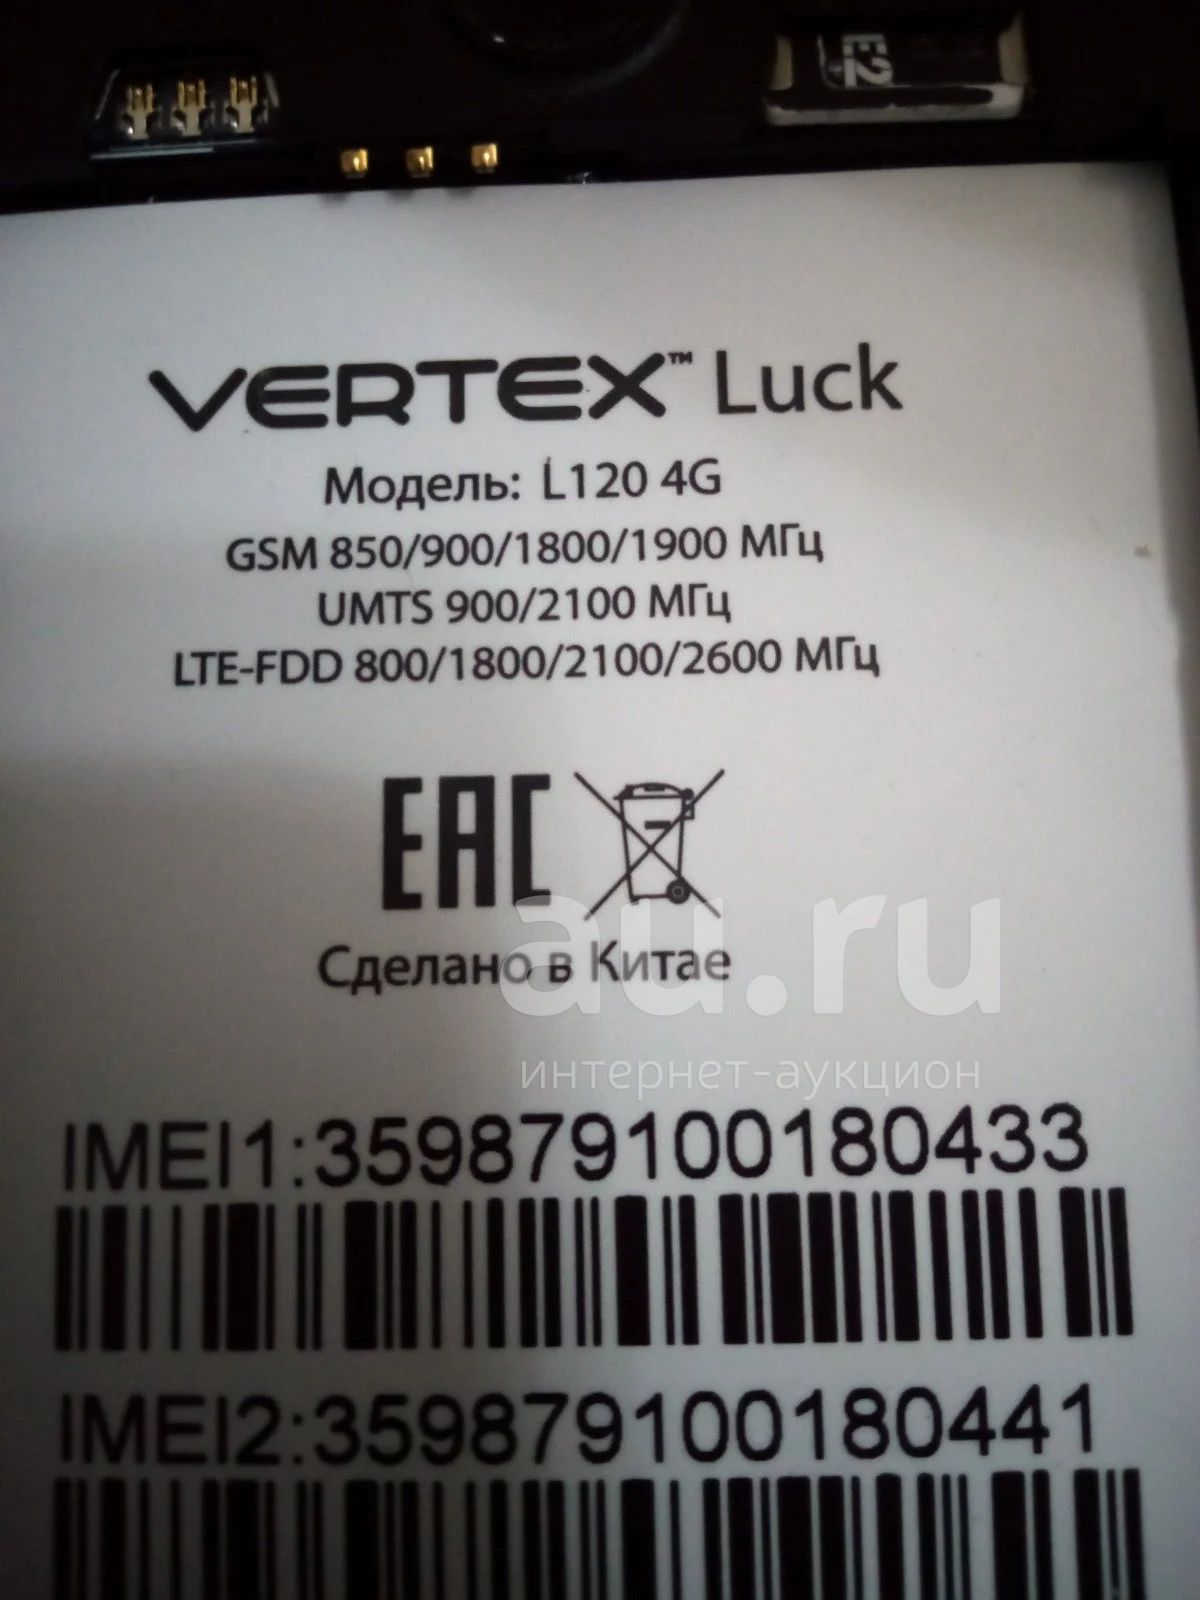 E2
VERTEX™ Luck
Модель: L120 4G
GSM 850/900/1800/1900 МГц
UMTS 900/2100 МГц
LTE-FDD 800/1800/2100/2600 МГц
EAC
Сделано в Китае
au.ru
интернет-аукцион
IMEI1:359879100180433
IMEI2:359879100180441